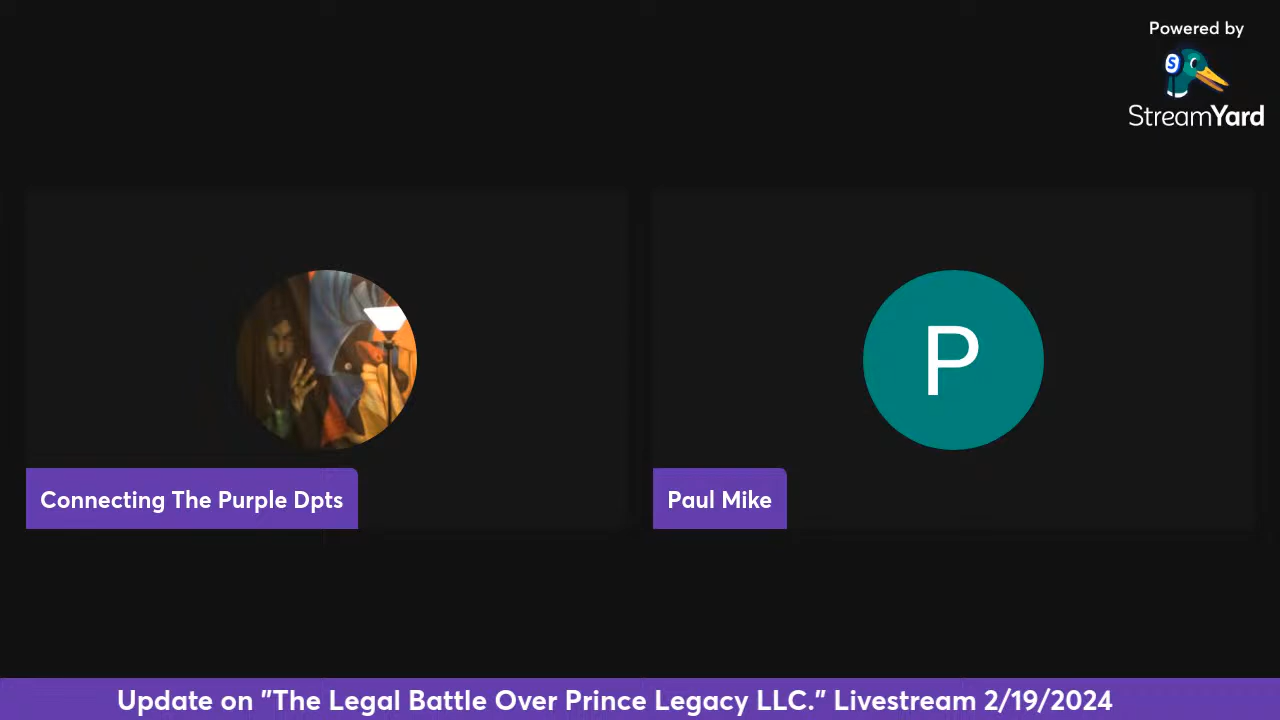 Powered by
StreamYard
S
P
Connecting The Purple Dpts
Paul Mike
Update on "The Legal Battle Over Prince Legacy LLC." Livestream 2/19/2024